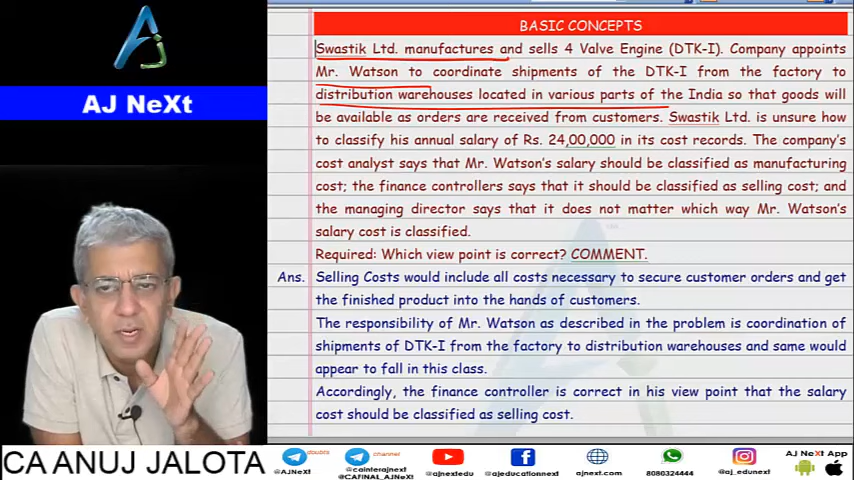 BASIC CONCEPTS
Swastik Ltd. manufactures and sells 4 Valve Engine (DTK-I). Company appoints
Mr. Watson to coordinate shipments of the DTK-I from the factory to
distribution warehouses located in various parts of the India so that goods will
be available as orders are received from customers. Swastik Ltd. is unsure how
to classify his annual salary of Rs. 24,00,000 in its cost records. The company's
cost analyst says that Mr. Watson's salary should be classified as manufacturing
cost; the finance controllers says that it should be classified as selling cost; and
the managing director says that it does not matter which way Mr. Watson's
salary cost is classified.
Required: Which view point is correct? COMMENT.
Ans. Selling Costs would include all costs necessary to secure customer orders and get
the finished product into the hands of customers.
The responsibility of Mr. Watson as described in the problem is coordination of
shipments of DTK-I from the factory to distribution warehouses and same would
appear to fall in this class.
Accordingly, the finance controller is correct in his view point that the salary
cost should be classified as selling cost.
AJ NeXt
CA ANUJ JALOTA
doubts
@AJNeXt
channel
@cainterajnext
@CAFINAL_AJNeXt
@ajnextedu
@ajeducationnext
ajnext.com
8080324444
@aj_edunext
AJ NeXt App